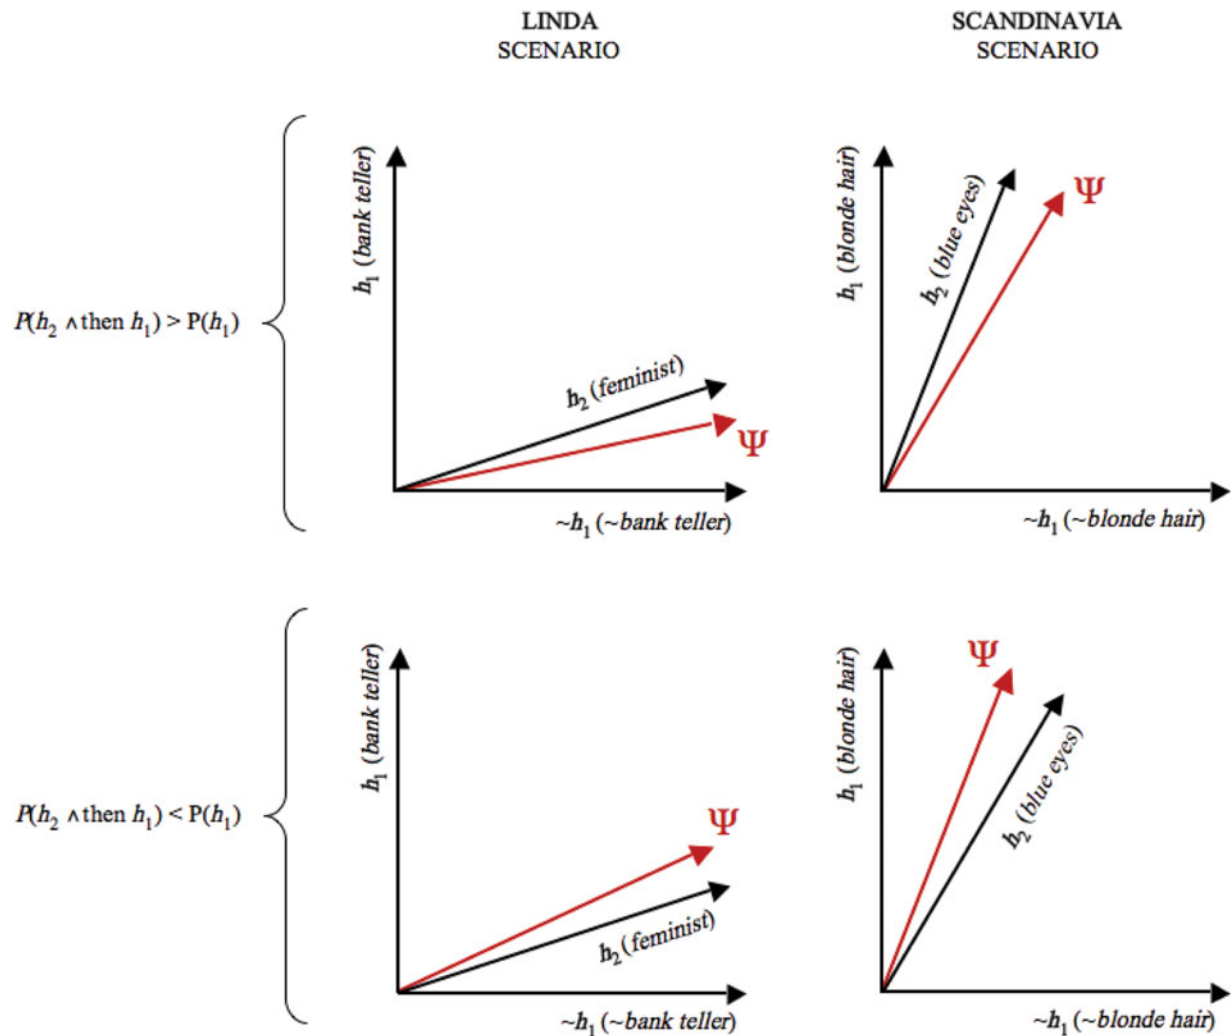 LINDA
SCENARIO
SCANDINAVIA
SCENARIO
P(h₂ ∧ then h₁) > P(h₁)
h₁ (bank teller)
h₂ (feminist)
Ψ
~h₁ (~bank teller)
h₁ (blonde hair)
h₂ (blue eyes)
Ψ
~h₁ (~blonde hair)
P(h₂ ∧ then h₁) < P(h₁)
h₁ (bank teller)
Ψ
h₂ (feminist)
~h₁ (~bank teller)
h₁ (blonde hair)
Ψ
h₂ (blue eyes)
~h₁ (~blonde hair)